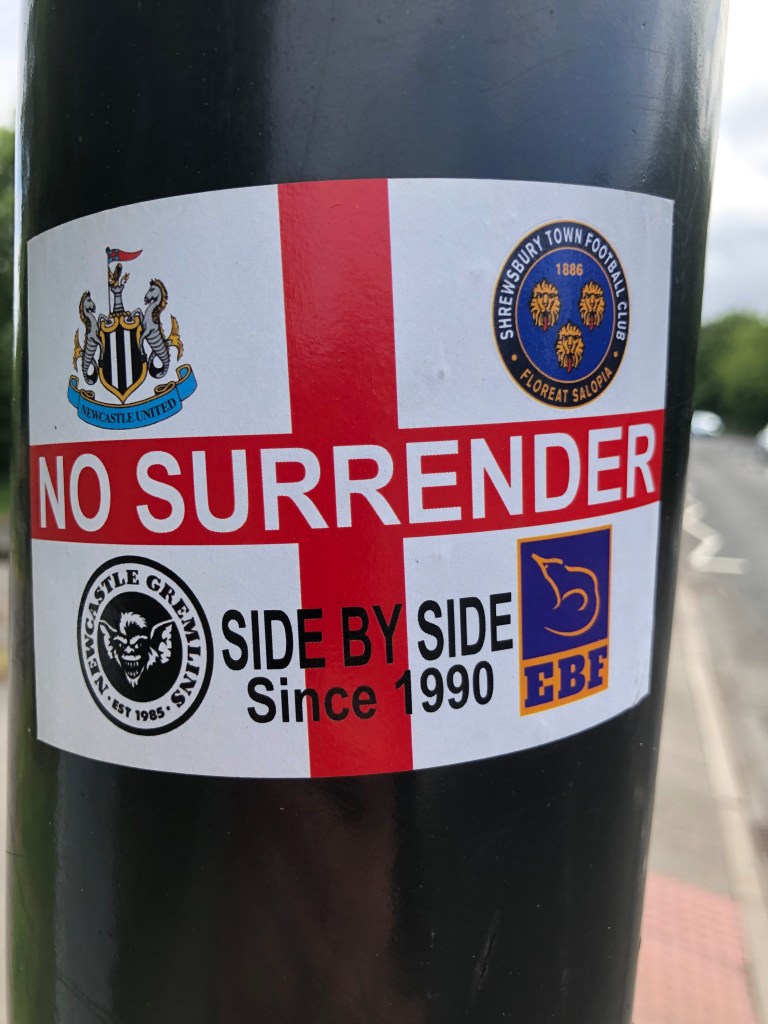 NEWCASTLE UNITED
SHREWSBURY TOWN FOOTBALL CLUB
1886
FLOREAT SALOPIA
NO SURRENDER
NEWCASTLE GREMLINS
· EST 1985 ·
SIDE BY SIDE
Since 1990
EBF